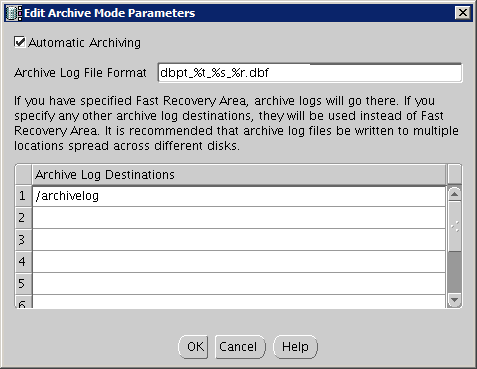 Edit Archive Mode Parameters
Automatic Archiving
Archive Log File Format dbpt_%t_%s_%r.dbf
If you have specified Fast Recovery Area, archive logs will go there. If you
specify any other archive log destinations, they will be used instead of Fast
Recovery Area. It is recommended that archive log files be written to multiple
locations spread across different disks.
Archive Log Destinations
1 /archivelog
2
3
4
5
6
OK Cancel Help